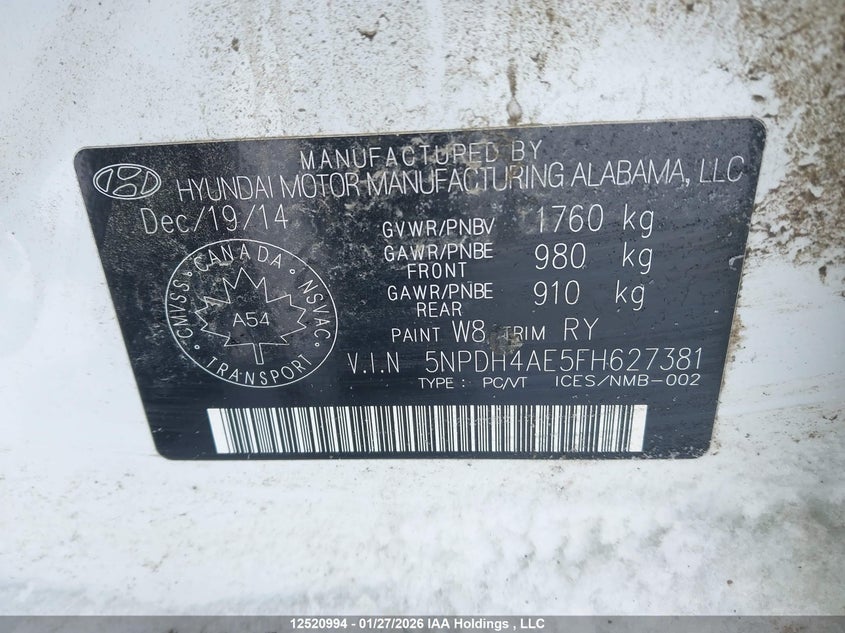 MANUFACTURED BY
HYUNDAI MOTOR MANUFACTURING ALABAMA, LLC
Dec/19/14
GVWR/PNBV 1760 kg
GAWR/PNBE FRONT 980 kg
GAWR/PNBE REAR 910 kg
CMVSS · CANADA · NSVAC · TRANSPORT ·
A54
PAINT W8 TRIM RY
V.I.N 5NPDH4AE5FH627381
TYPE : PC/VT ICES/NMB-002
12520994 - 01/27/2026 IAA Holdings , LLC